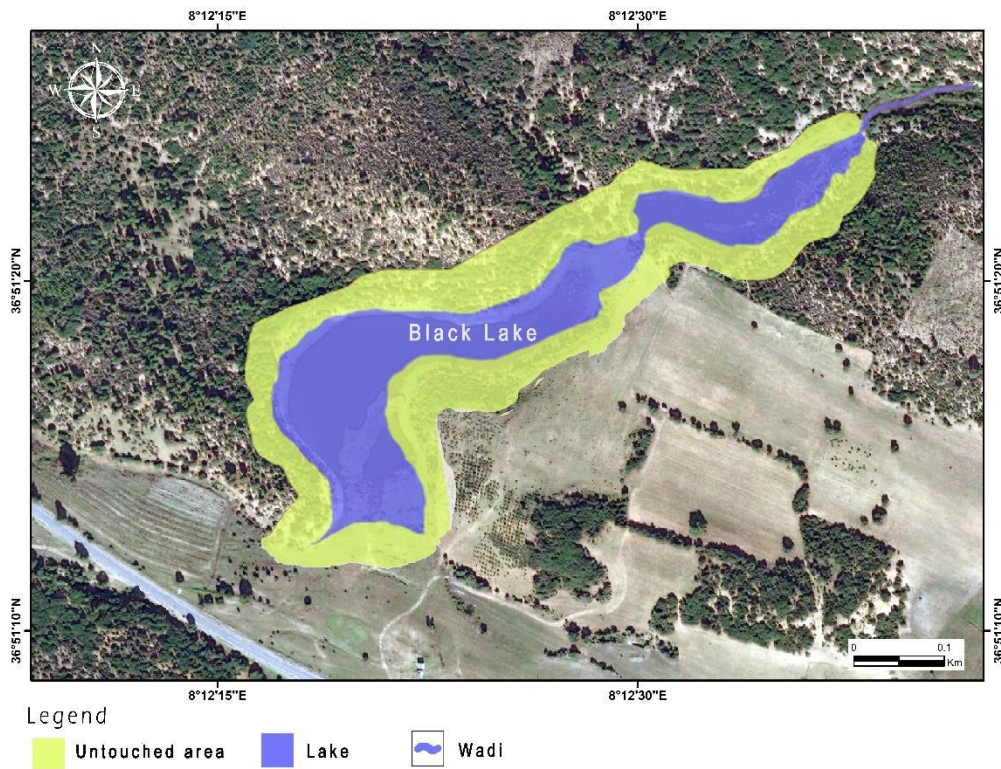 8°12'15"E 8°12'30"E
N
W E
S
36°51'20"N 36°51'20"N
Black Lake
36°51'10"N 36°51'10"N
0 0.1
Km
8°12'15"E 8°12'30"E
Legend
Untouched area Lake Wadi